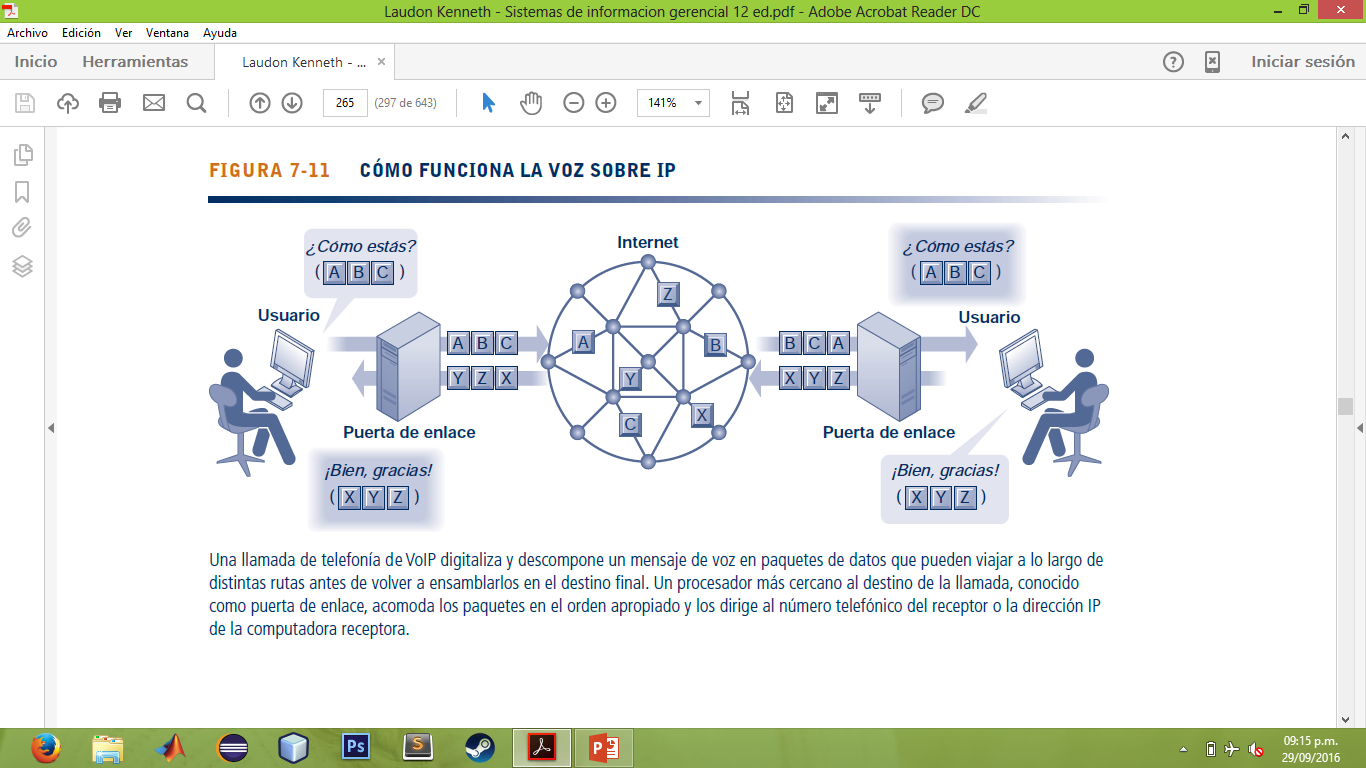 Laudon Kenneth - Sistemas de informacion gerencial 12 ed.pdf - Adobe Acrobat Reader DC
Archivo Edición Ver Ventana Ayuda
Inicio Herramientas Laudon Kenneth - ... × ? Iniciar sesión
265 (297 de 643) 141%
FIGURA 7-11 CÓMO FUNCIONA LA VOZ SOBRE IP
¿Cómo estás?
( A B C )
Internet
¿Cómo estás?
( A B C )
Usuario
Usuario
Z
A B C
A
B
B C A
Y Z X
Y
X Y Z
C
X
Puerta de enlace
Puerta de enlace
¡Bien, gracias!
( X Y Z )
¡Bien, gracias!
( X Y Z )
Una llamada de telefonía de VoIP digitaliza y descompone un mensaje de voz en paquetes de datos que pueden viajar a lo largo de
distintas rutas antes de volver a ensamblarlos en el destino final. Un procesador más cercano al destino de la llamada, conocido
como puerta de enlace, acomoda los paquetes en el orden apropiado y los dirige al número telefónico del receptor o la dirección IP
de la computadora receptora.
Ps
S
P
09:15 p.m.
29/09/2016